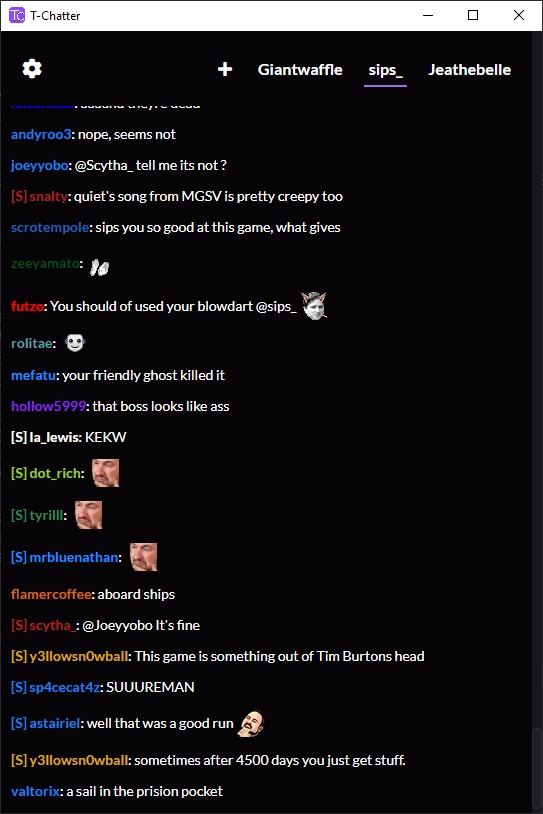 TC T-Chatter
+ Giantwaffle sips_ Jeathebelle
andyroo3: nope, seems not
joeyyobo: @Scytha_ tell me its not ?
[S] snalty: quiet's song from MGSV is pretty creepy too
scrotempole: sips you so good at this game, what gives
zeeyamato:
futzo: You should of used your blowdart @sips_
rolitae:
mefatu: your friendly ghost killed it
hollow5999: that boss looks like ass
[S] la_lewis: KEKW
[S] dot_rich:
[S] tyrilll:
[S] mrbluenathan:
flamercoffee: aboard ships
[S] scytha_: @Joeyyobo It's fine
[S] y3llowsn0wball: This game is something out of Tim Burtons head
[S] sp4cecat4z: SUUUREMAN
[S] astairiel: well that was a good run
[S] y3llowsn0wball: sometimes after 4500 days you just get stuff.
valtorix: a sail in the prision pocket